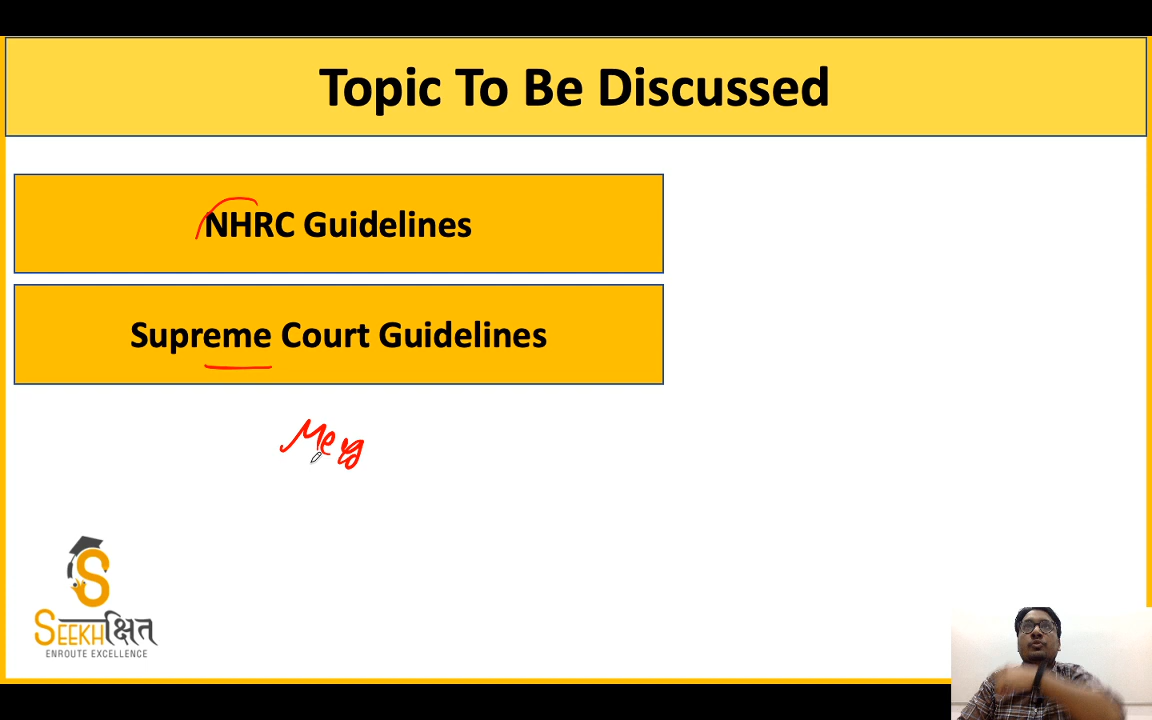 Topic To Be Discussed
NHRC Guidelines
Supreme Court Guidelines
SEEKHक्षित
ENROUTE EXCELLENCE